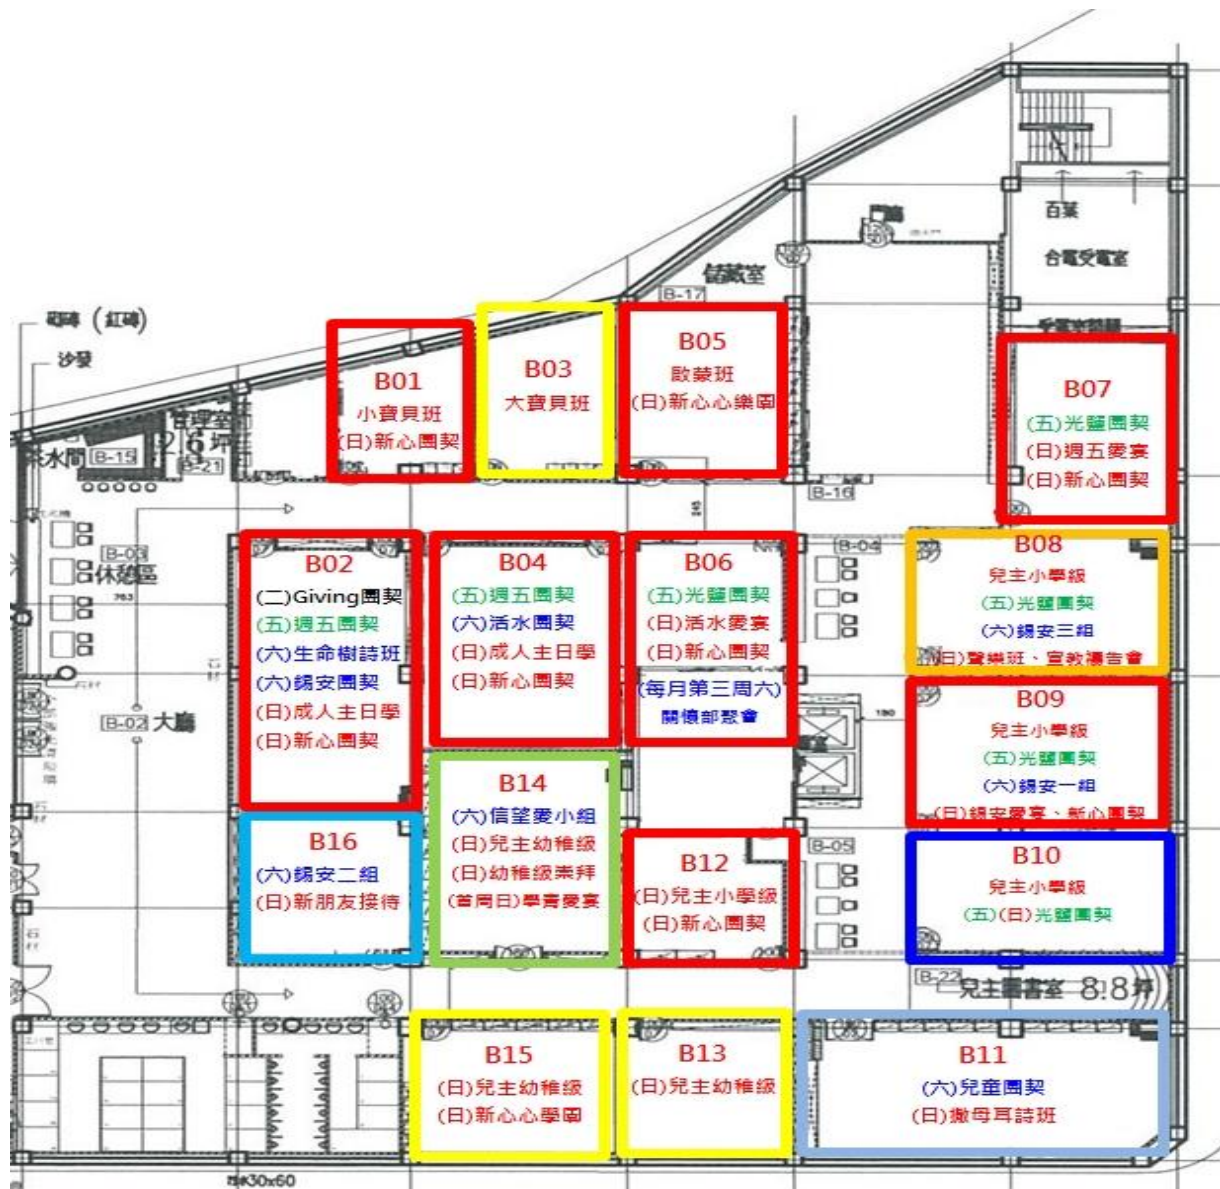 百葉
台電受電室
儲藏室
B-17
(紅磚)
沙發
B01
小寶貝班
(日)新心團契
B03
大寶貝班
B05
啟蒙班
(日)新心心樂園
B07
(五)光鹽團契
(日)週五愛宴
(日)新心團契
管理室
2.6坪
茶水間
B-15
B-21
B-16
245
B-03
休憩區
763
B-04
B02
(二)Giving團契
(五)週五團契
(六)生命樹詩班
(六)錫安團契
(日)成人主日學
(日)新心團契
B04
(五)週五團契
(六)活水團契
(日)成人主日學
(日)新心團契
B06
(五)光鹽團契
(日)活水愛宴
(日)新心團契
(每月第三周六)
關懷部聚會
B08
兒主小學級
(五)光鹽團契
(六)錫安三組
(日)聲樂班、宣教禱告會
B-02
大廳
190
B09
兒主小學級
(五)光鹽團契
(六)錫安一組
(日)錫安愛宴、新心團契
B14
(六)信望愛小組
(日)兒主幼稚級
(日)幼稚級崇拜
(首周日)學青愛宴
B16
(六)錫安二組
(日)新朋友接待
B12
(日)兒主小學級
(日)新心團契
B-05
B10
兒主小學級
(五)(日)光鹽團契
石材
B-22
兒主圖書室 8.8坪
B15
(日)兒主幼稚級
(日)新心心學園
B13
(日)兒主幼稚級
B11
(六)兒童團契
(日)撒母耳詩班
30x60